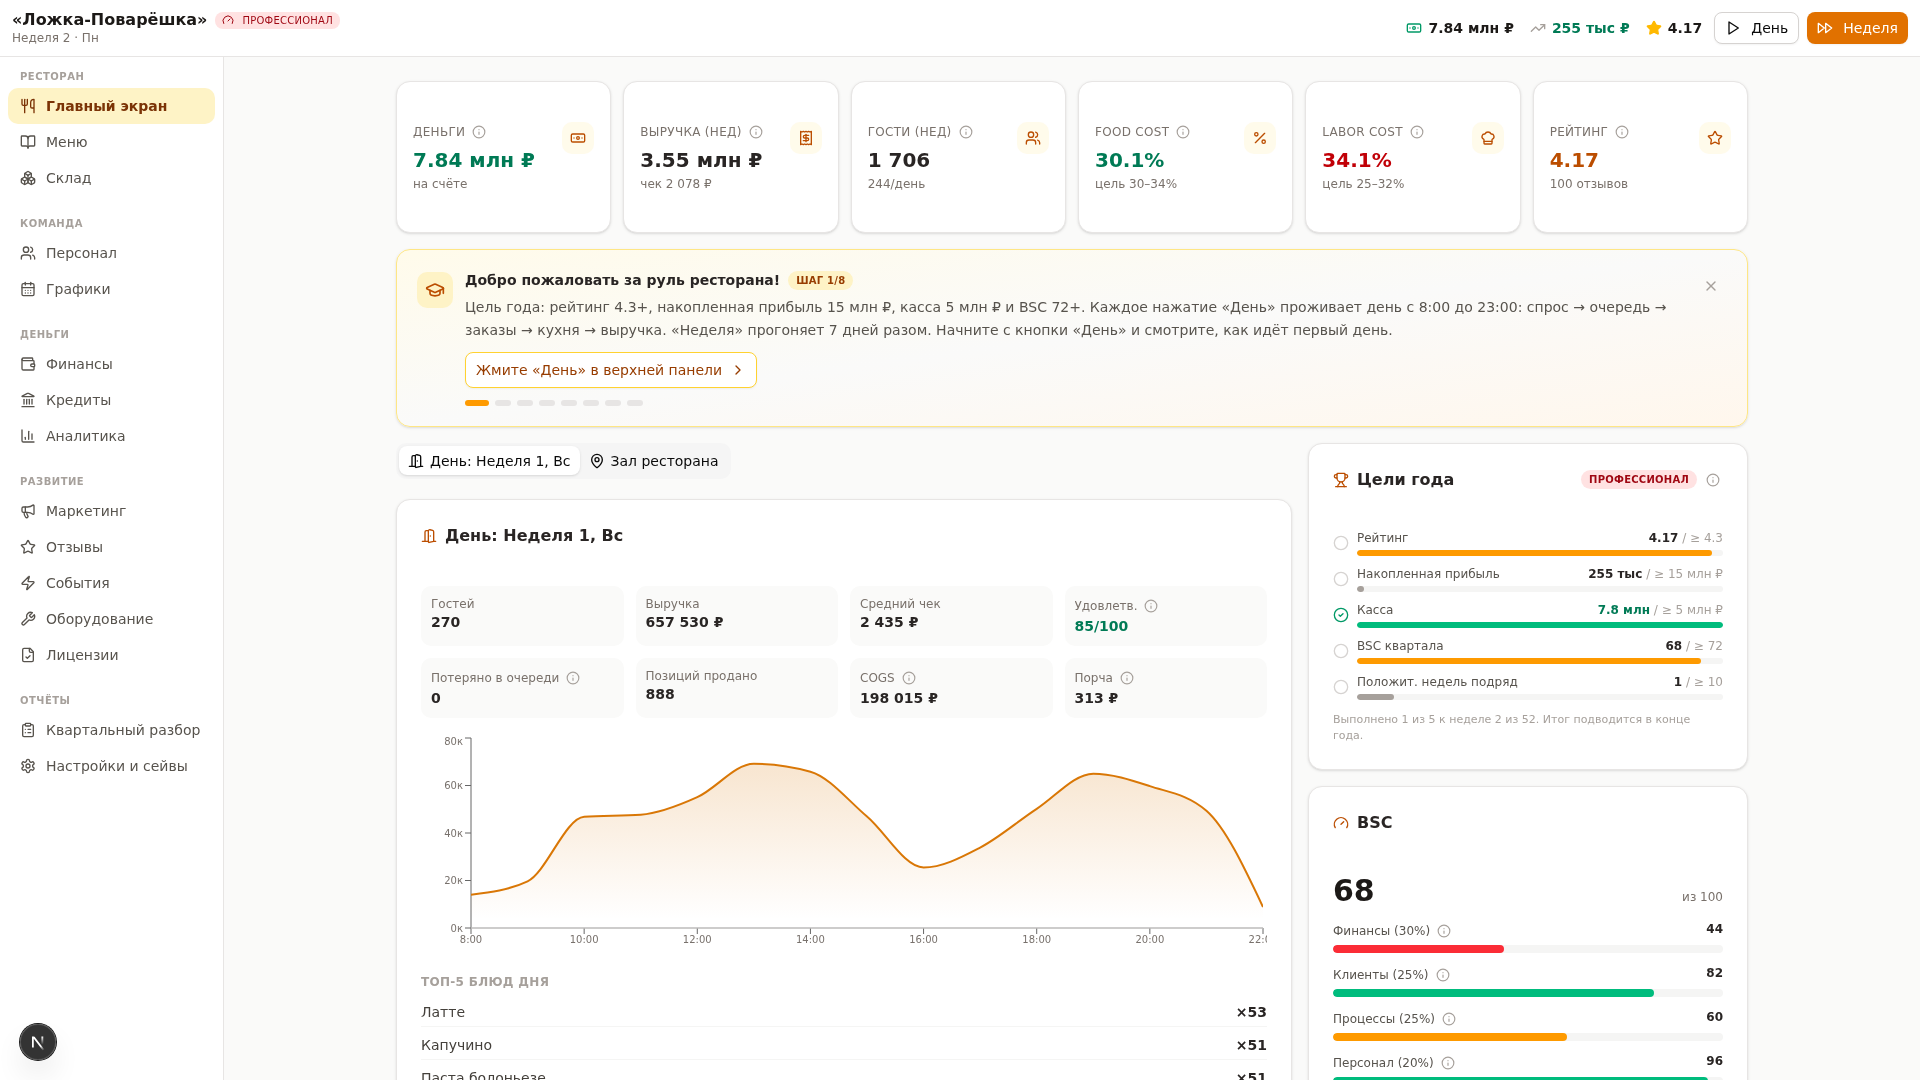 «Ложка-Поварёшка»
ПРОФЕССИОНАЛ
Неделя 2 · Пн
7.84 млн ₽
255 тыс ₽
4.17
День
Неделя
РЕСТОРАН
Главный экран
Меню
Склад
КОМАНДА
Персонал
Графики
ДЕНЬГИ
Финансы
Кредиты
Аналитика
РАЗВИТИЕ
Маркетинг
Отзывы
События
Оборудование
Лицензии
ОТЧЁТЫ
Квартальный разбор
Настройки и сейвы
ДЕНЬГИ
7.84 млн ₽
на счёте
ВЫРУЧКА (НЕД)
3.55 млн ₽
чек 2 078 ₽
ГОСТИ (НЕД)
1 706
244/день
FOOD COST
30.1%
цель 30–34%
LABOR COST
34.1%
цель 25–32%
РЕЙТИНГ
4.17
100 отзывов
Добро пожаловать за руль ресторана!
ШАГ 1/8
Цель года: рейтинг 4.3+, накопленная прибыль 15 млн ₽, касса 5 млн ₽ и BSC 72+. Каждое нажатие «День» проживает день с 8:00 до 23:00: спрос → очередь →
заказы → кухня → выручка. «Неделя» прогоняет 7 дней разом. Начните с кнопки «День» и смотрите, как идёт первый день.
Жмите «День» в верхней панели
День: Неделя 1, Вс
Зал ресторана
День: Неделя 1, Вс
Гостей
270
Выручка
657 530 ₽
Средний чек
2 435 ₽
Удовлетв.
85/100
Потеряно в очереди
0
Позиций продано
888
COGS
198 015 ₽
Порча
313 ₽
80к
60к
40к
20к
0к
8:00
10:00
12:00
14:00
16:00
18:00
20:00
22:
ТОП-5 БЛЮД ДНЯ
Латте
×53
Капучино
×51
Паста болоньезе
×51
Цели года
ПРОФЕССИОНАЛ
Рейтинг
4.17 / ≥ 4.3
Накопленная прибыль
255 тыс / ≥ 15 млн ₽
Касса
7.8 млн / ≥ 5 млн ₽
BSC квартала
68 / ≥ 72
Положит. недель подряд
1 / ≥ 10
Выполнено 1 из 5 к неделе 2 из 52. Итог подводится в конце
года.
BSC
68
из 100
Финансы (30%)
44
Клиенты (25%)
82
Процессы (25%)
60
Персонал (20%)
96
N